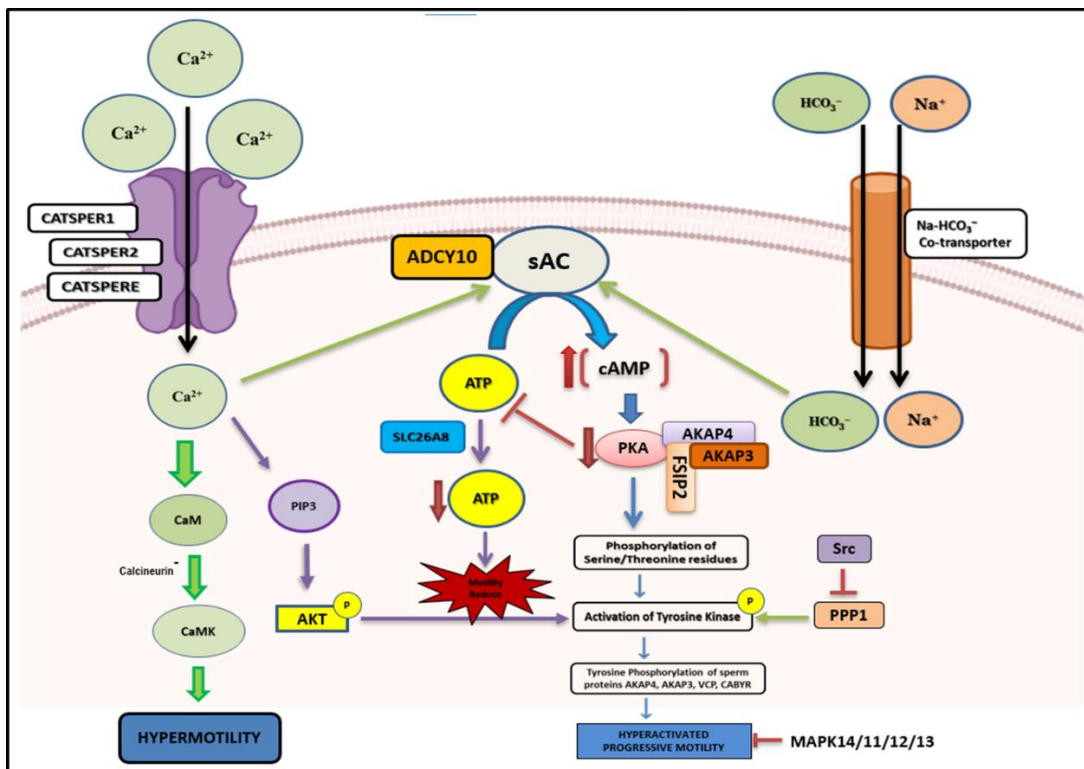 Ca²⁺
Ca²⁺
Ca²⁺
HCO₃⁻
Na⁺
CATSPER1
CATSPER2
CATSPERE
Na-HCO₃⁻
Co-transporter
ADCY10
sAC
Ca²⁺
ATP
cAMP
HCO₃⁻
Na⁺
SLC26A8
PKA
AKAP4
AKAP3
FSIP2
ATP
PIP3
CaM
Calcineurin⁻
CaMK
HYPERMOTILITY
AKT
P
Motility
Reduce
Phosphorylation of
Serine/Threonine residues
Activation of Tyrosine Kinase
P
Src
PPP1
Tyrosine Phosphorylation of sperm
proteins AKAP4, AKAP3, VCP, CABYR
HYPERACTIVATED
PROGRESSIVE MOTILITY
MAPK14/11/12/13